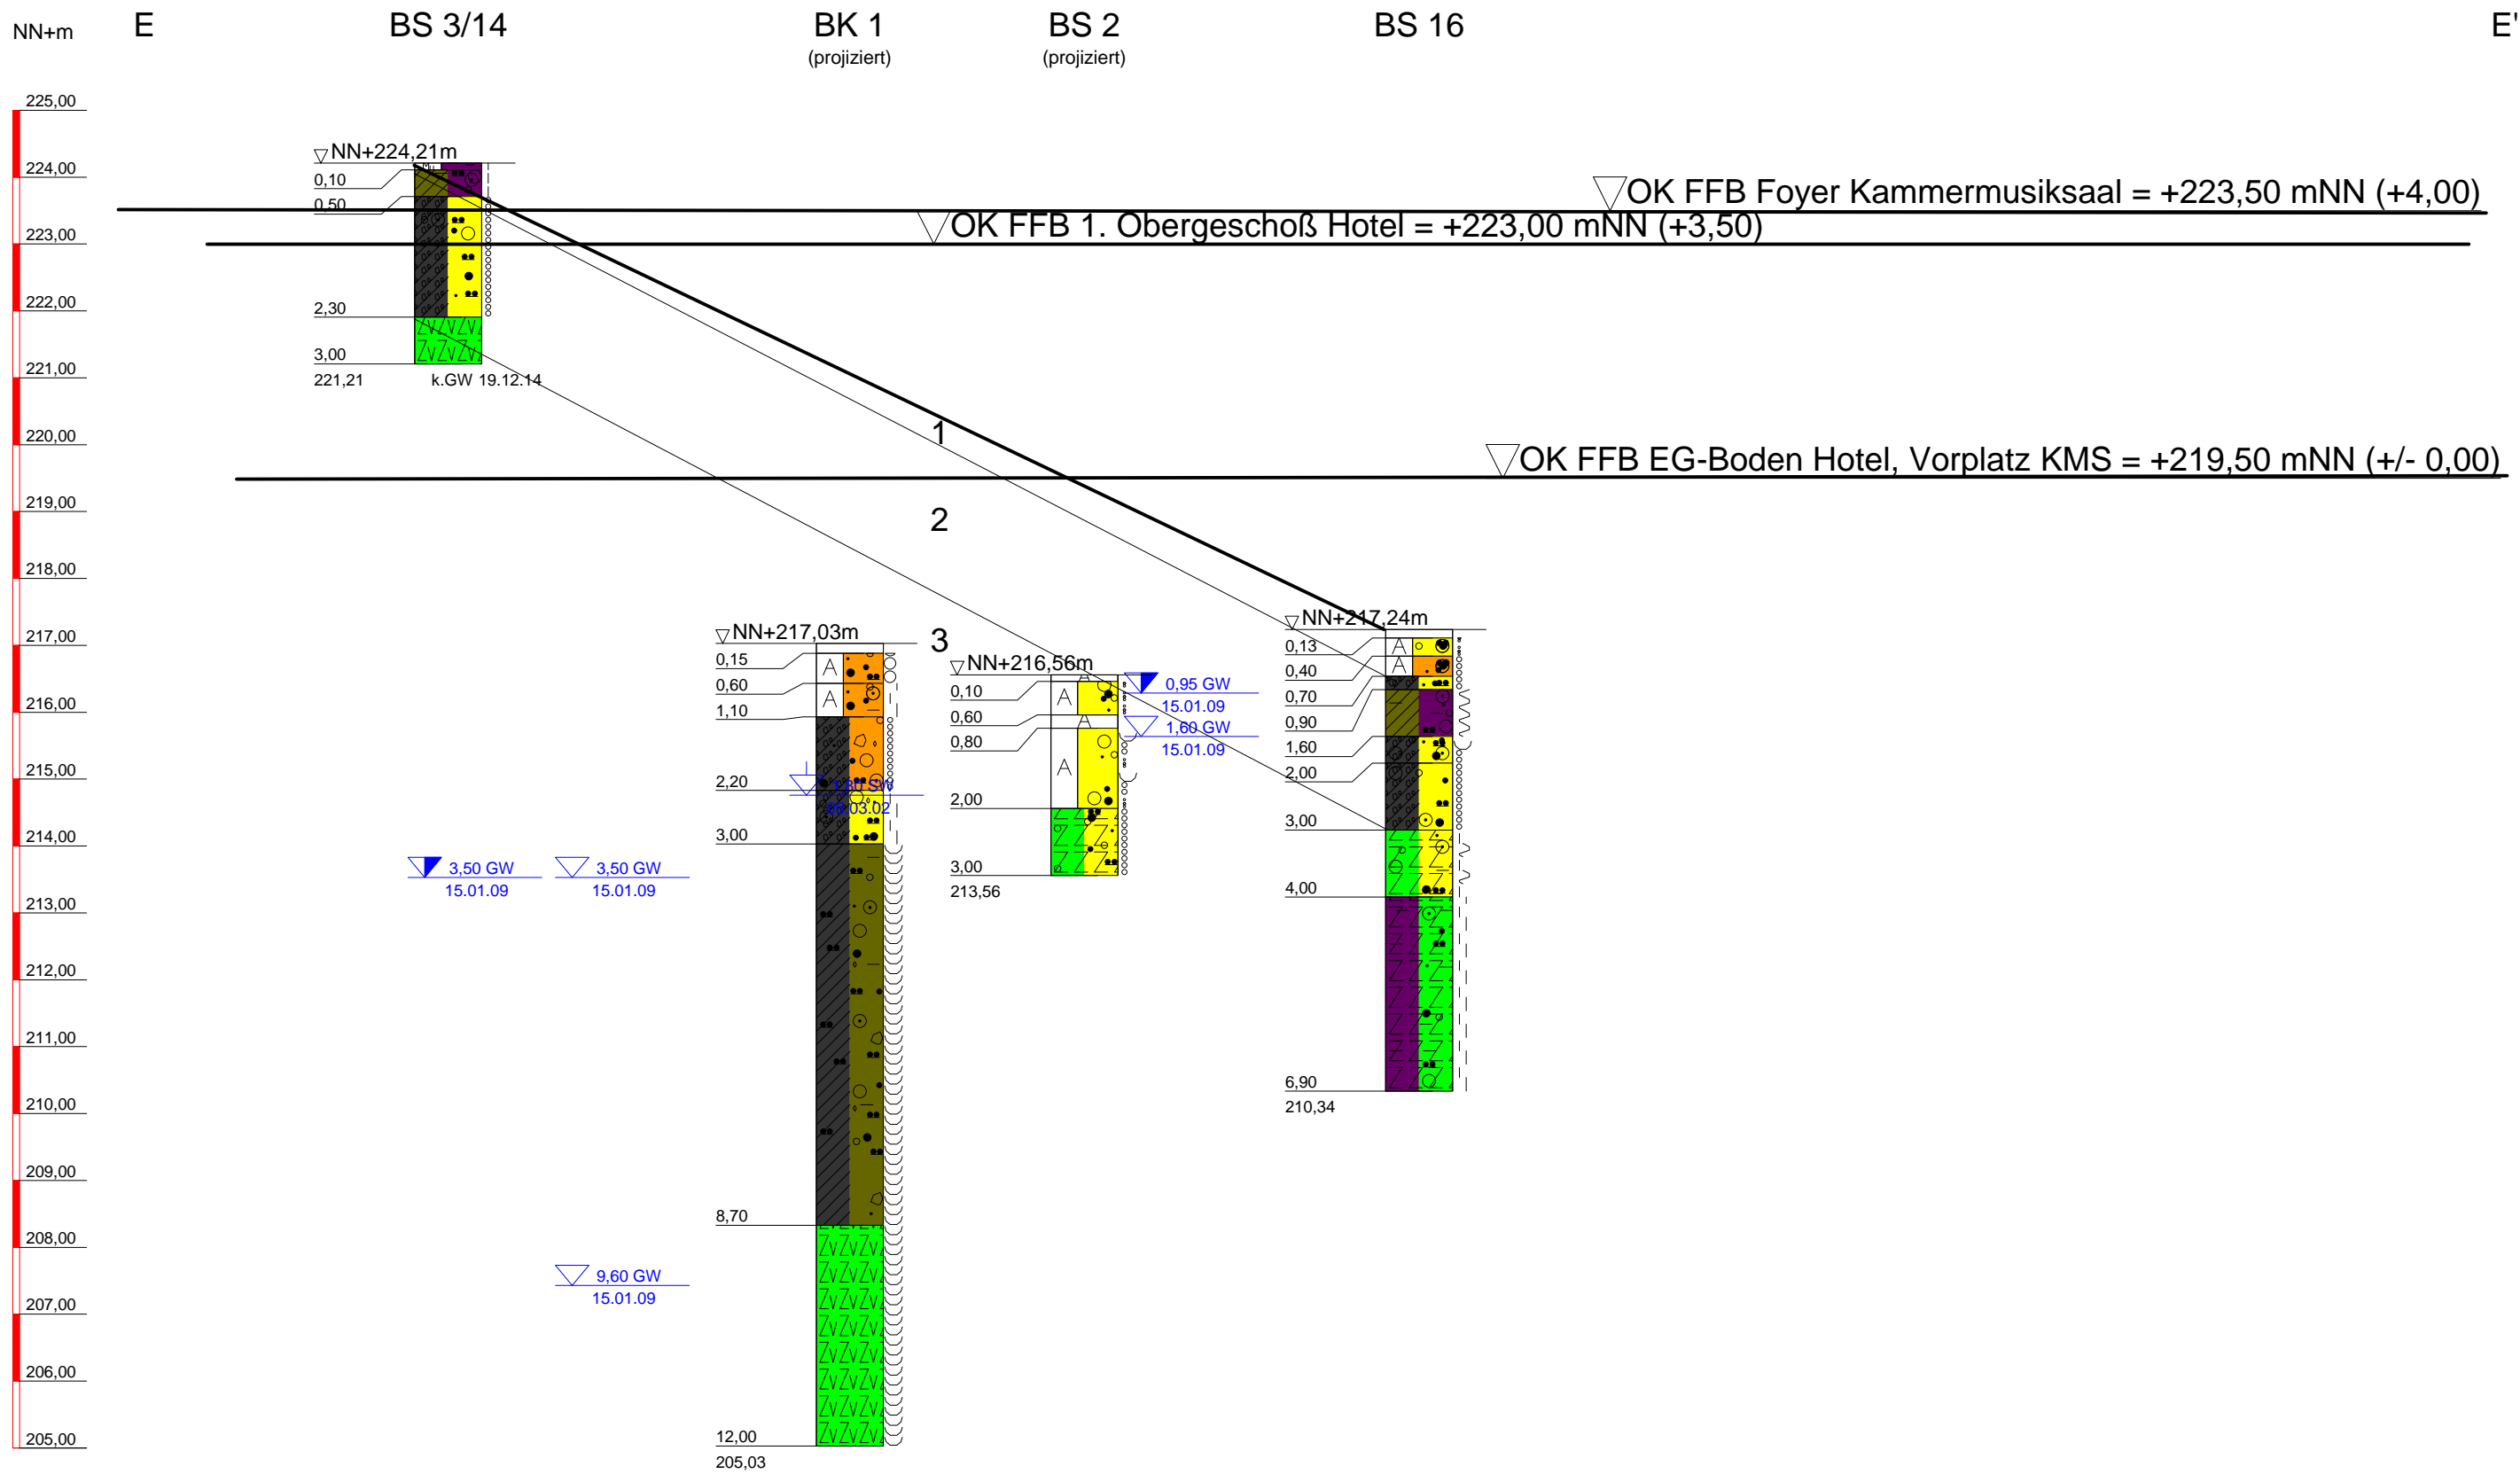 NN+m E BS 3/14 BK 1 BS 2 BS 16 E'
(projiziert) (projiziert)
225,00
224,00
223,00
222,00
221,00
220,00
219,00
218,00
217,00
216,00
215,00
214,00
213,00
212,00
211,00
210,00
209,00
208,00
207,00
206,00
205,00
NN+224,21m
0,10
0,50
2,30
3,00
221,21 k.GW 19.12.14
OK FFB Foyer Kammermusiksaal = +223,50 mNN (+4,00)
OK FFB 1. Obergeschoß Hotel = +223,00 mNN (+3,50)
OK FFB EG-Boden Hotel, Vorplatz KMS = +219,50 mNN (+/- 0,00)
1
2
3
3,50 GW
15.01.09
3,50 GW
15.01.09
9,60 GW
15.01.09
NN+217,03m
0,15
A
0,60
A
1,10
2,20
1,80 SW
03.02
3,00
8,70
12,00
205,03
NN+216,56m
A
0,10
A
0,60
A
0,80
A
2,00
3,00
213,56
0,95 GW
15.01.09
1,60 GW
15.01.09
NN+217,24m
0,13
A
0,40
A
0,70
0,90
1,60
2,00
3,00
4,00
6,90
210,34